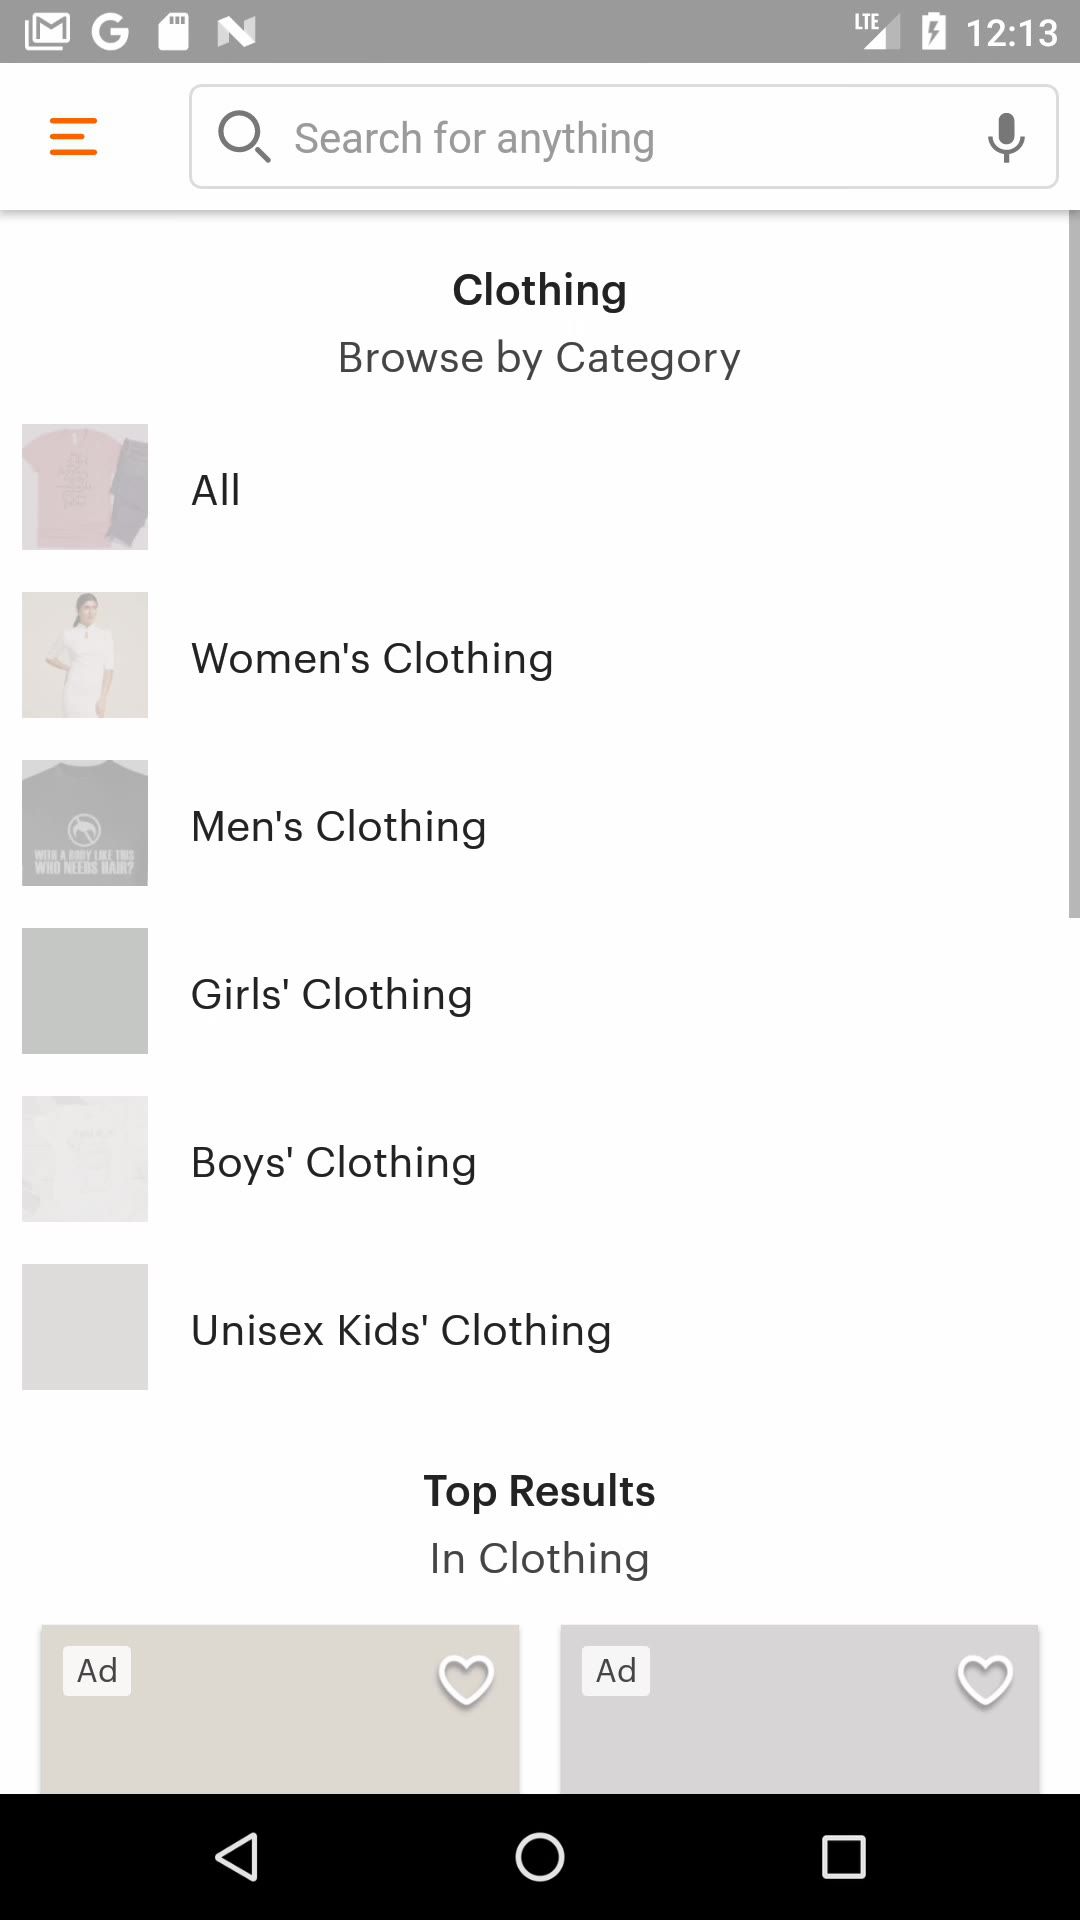 LTE 12:13
Search for anything
Clothing
Browse by Category
All
Women's Clothing
Men's Clothing
WITH A BODY LIKE THIS
WHO NEEDS HAIR?
Girls' Clothing
Boys' Clothing
Unisex Kids' Clothing
Top Results
In Clothing
Ad Ad